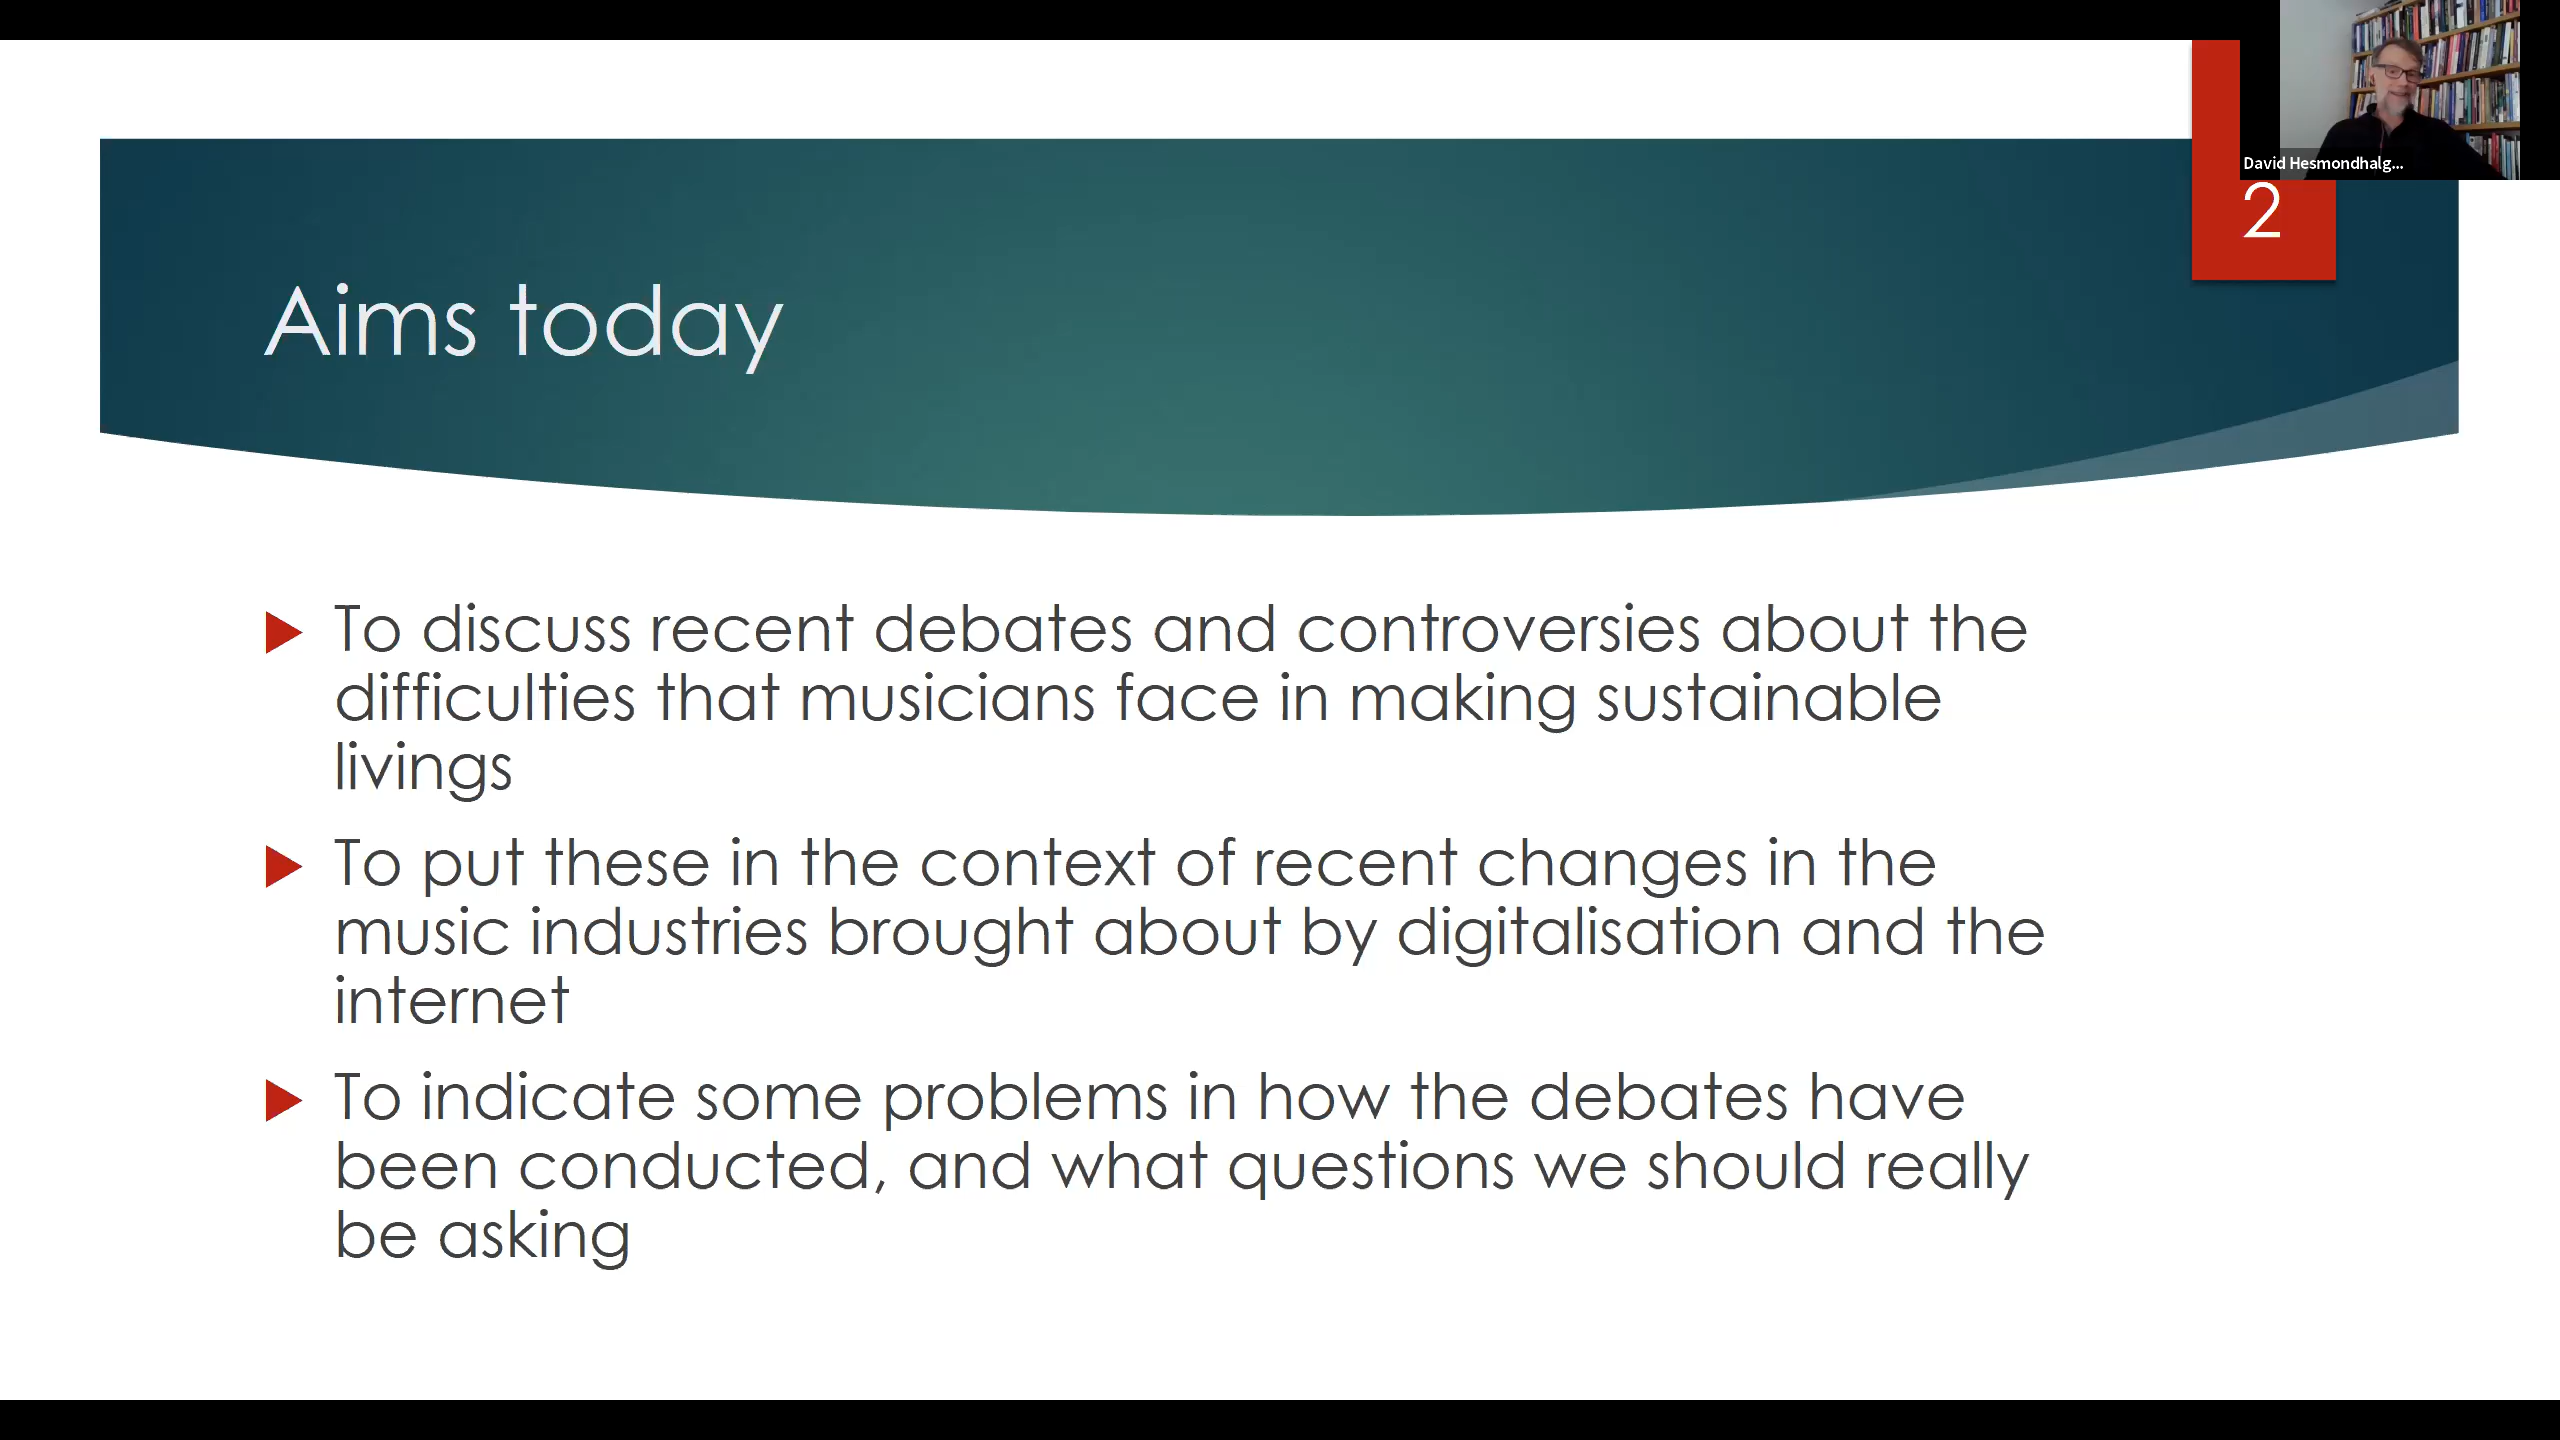 David Hesmondhalg...
2
Aims today
To discuss recent debates and controversies about the
difficulties that musicians face in making sustainable
livings
To put these in the context of recent changes in the
music industries brought about by digitalisation and the
internet
To indicate some problems in how the debates have
been conducted, and what questions we should really
be asking